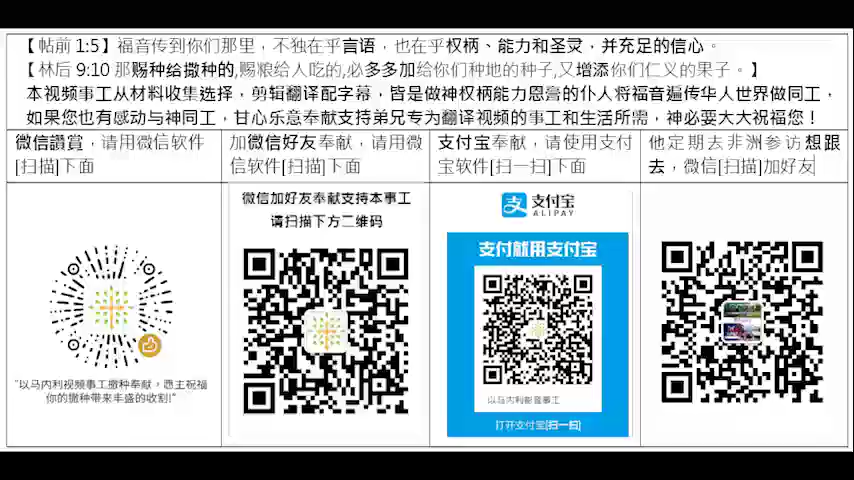 【帖前 1:5】福音传到你们那里，不独在乎言语，也在乎权柄、能力和圣灵，并充足的信心。
【林后 9:10 那赐种给撒种的,赐粮给人吃的,必多多加给你们种地的种子,又增添你们仁义的果子。】
本视频事工从材料收集选择，剪辑翻译配字幕，皆是做神权柄能力恩膏的仆人将福音遍传华人世界做同工，
如果您也有感动与神同工，甘心乐意奉献支持弟兄专为翻译视频的事工和生活所需，神必要大大祝福您！
微信讚賞，请用微信软件
[扫描]下面
加微信好友奉献，请用微
信软件[扫描]下面
支付宝奉献，请使用支付
宝软件[扫一扫]下面
他定期去非洲参访 想跟
去，微信[扫描]加好友
"以马内利视频事工撒种奉献，愿主祝福
你的撒种带来丰盛的收割!"
微信加好友奉献支持本事工
请扫描下方二维码
支付宝
ALIPAY
支付就用支付宝
以马内利影音事工
打开支付宝[扫一扫]